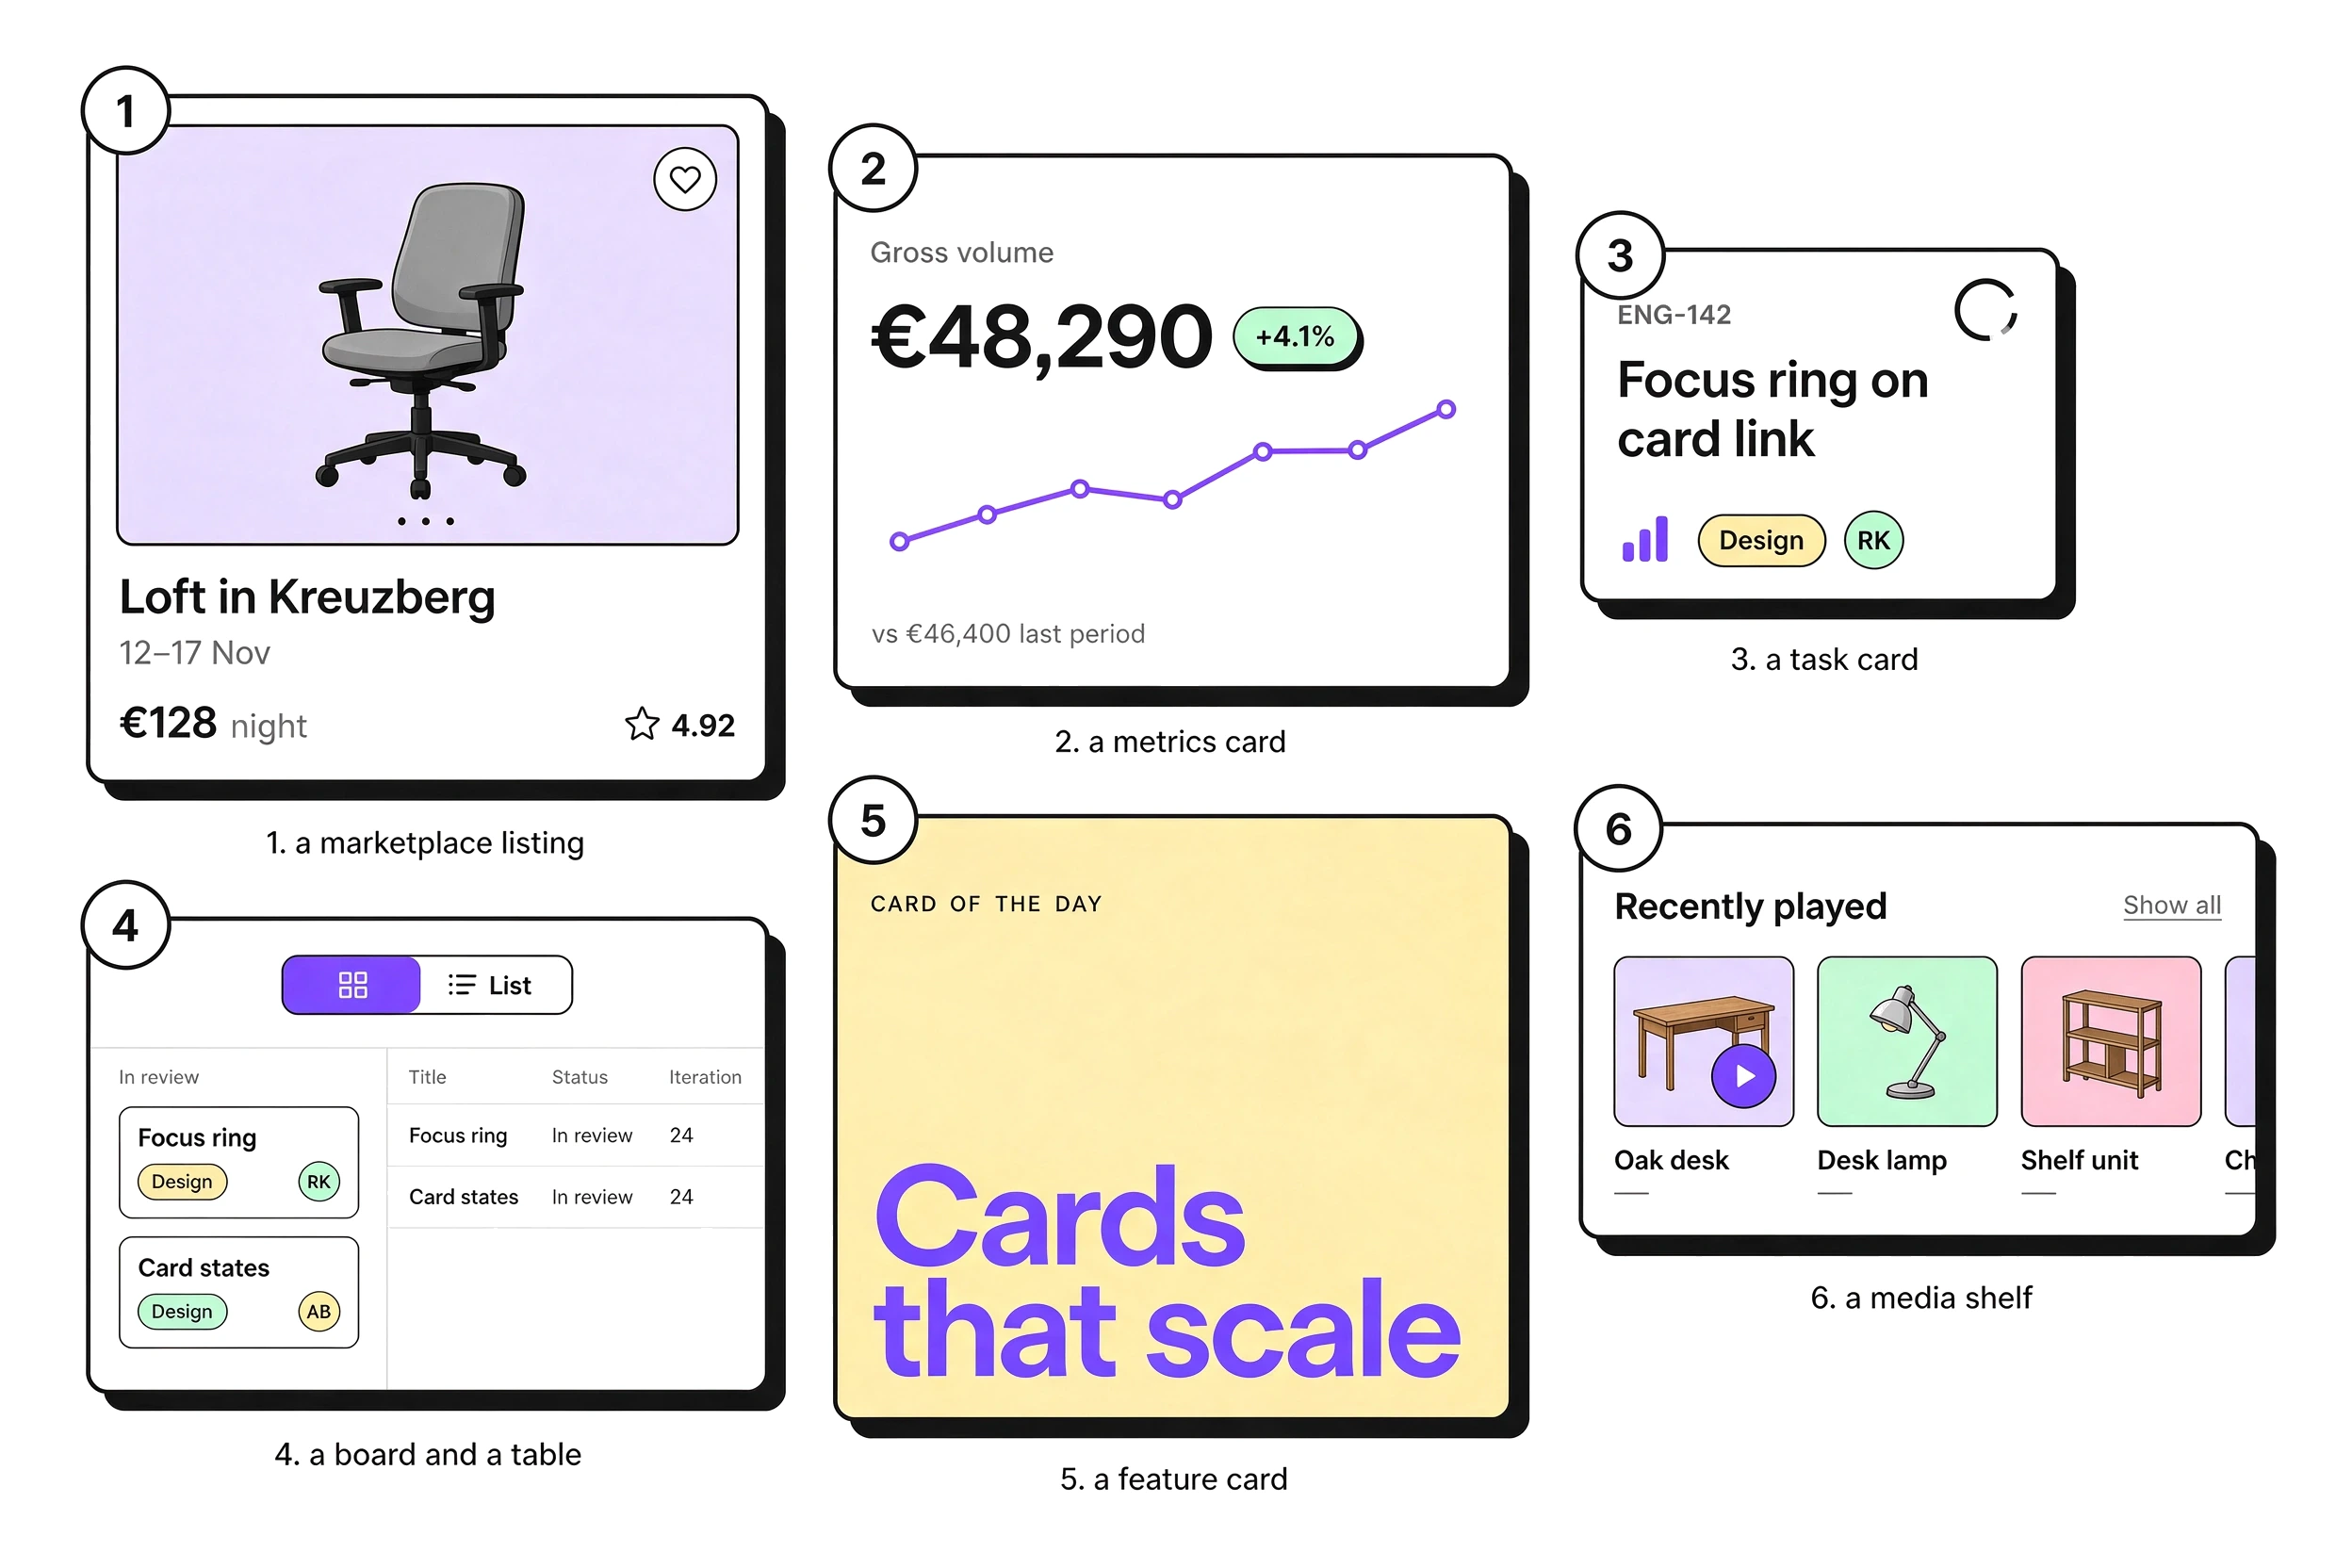 1
Loft in Kreuzberg
12–17 Nov
€128 night
4.92
1. a marketplace listing
2
Gross volume
€48,290
+4.1%
vs €46,400 last period
2. a metrics card
3
ENG-142
Focus ring on
card link
Design
RK
3. a task card
4
List
In review
Focus ring
Design
RK
Card states
Design
AB
Title Status Iteration
Focus ring In review 24
Card states In review 24
4. a board and a table
5
CARD OF THE DAY
Cards
that scale
5. a feature card
6
Recently played
Show all
Oak desk
Desk lamp
Shelf unit
Ch
6. a media shelf